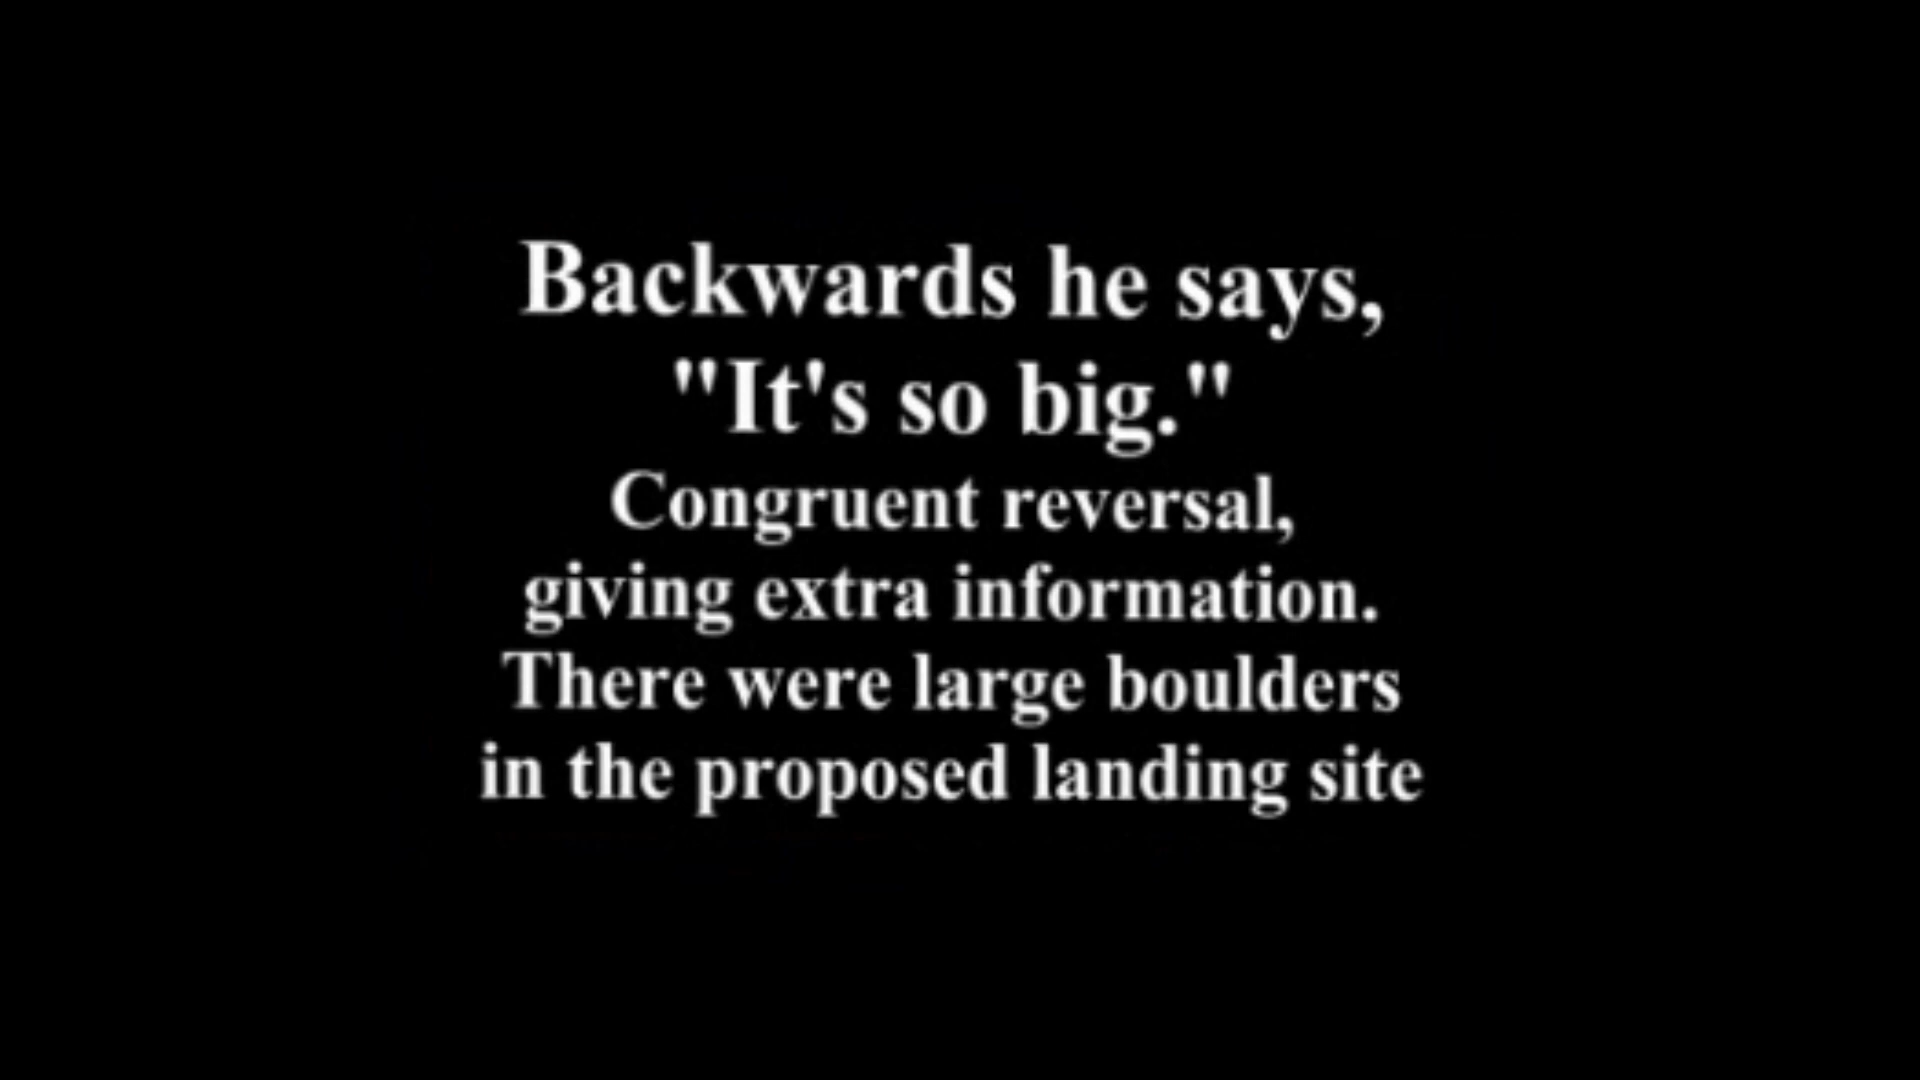 Backwards he says,
"It's so big."
Congruent reversal,
giving extra information.
There were large boulders
in the proposed landing site